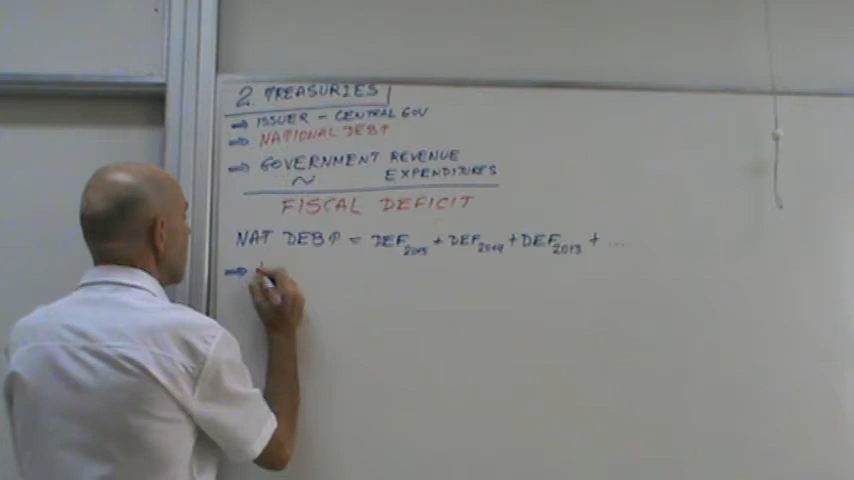 2. TREASURIES
⇒ ISSUER - CENTRAL GOV
⇒ NATIONAL DEBT
⇒ GOVERNMENT REVENUE
~ EXPENDITURES
FISCAL DEFICIT
NAT DEBT = DEF2015 + DEF2014 + DEF2013 + ....
⇒